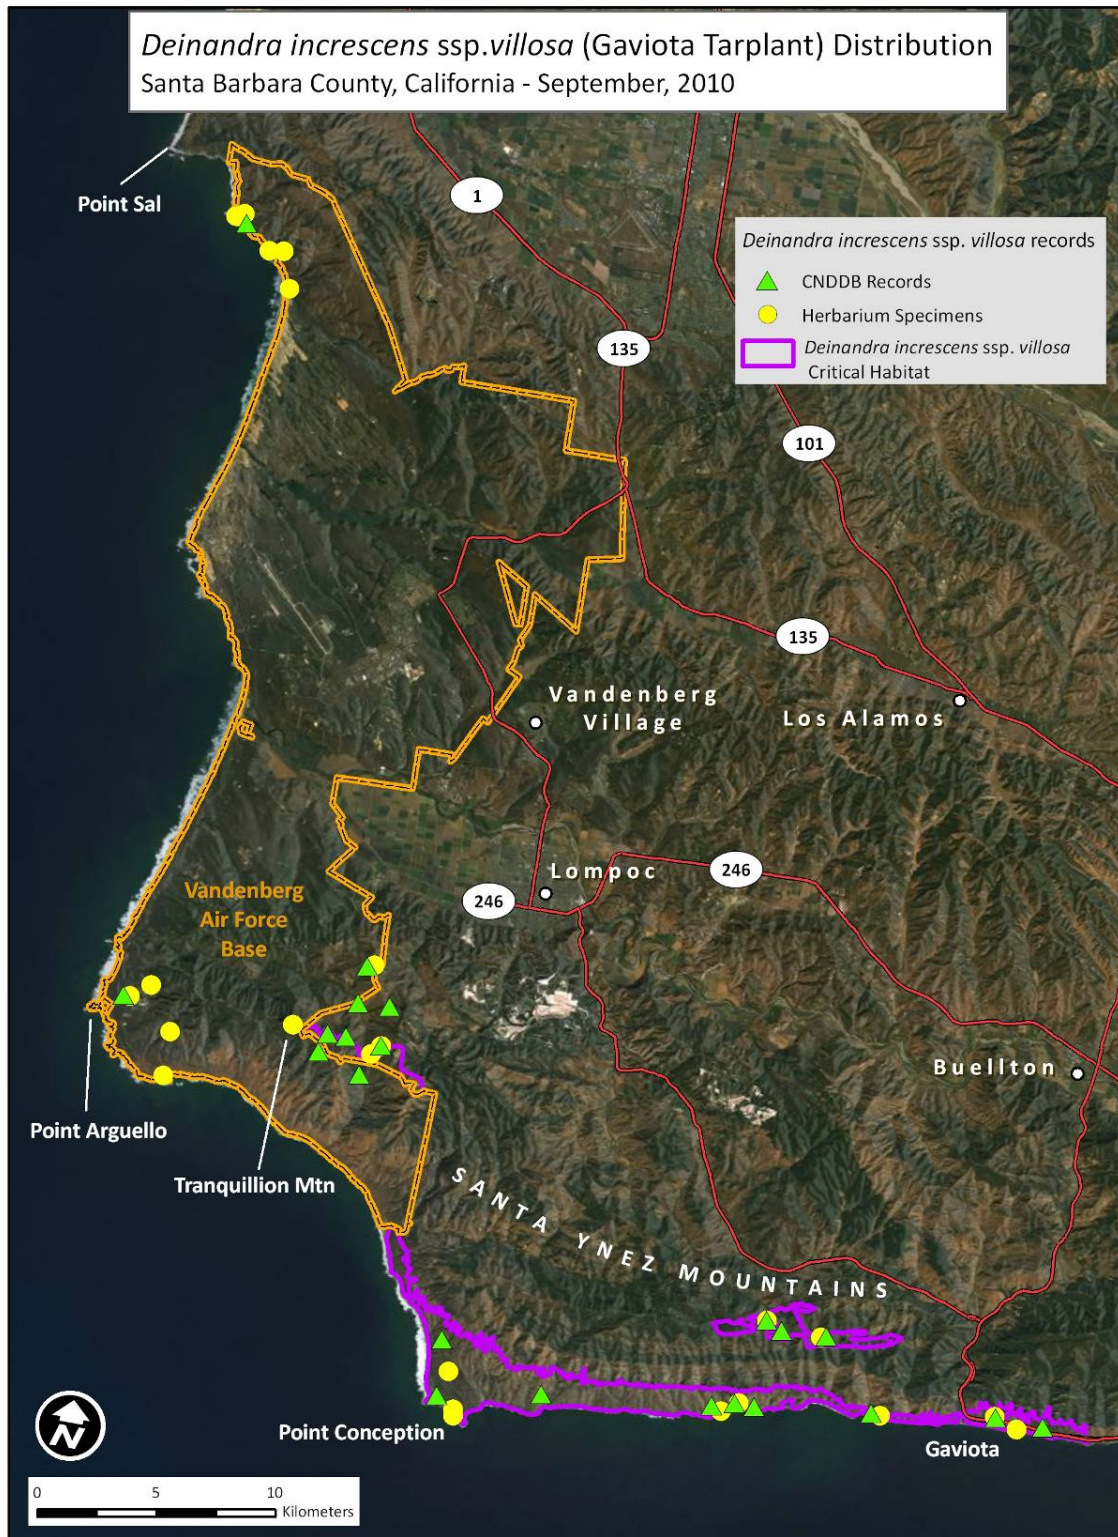 Deinandra increscens ssp.villosa (Gaviota Tarplant) Distribution
Santa Barbara County, California - September, 2010
Point Sal
1
Deinandra increscens ssp. villosa records
CNDDB Records
Herbarium Specimens
Deinandra increscens ssp. villosa
Critical Habitat
135
101
135
Vandenberg
Village
Los Alamos
Lompoc
246
246
Vandenberg
Air Force
Base
Buellton
Point Arguello
Tranquillion Mtn
SANTA YNEZ MOUNTAINS
Point Conception
Gaviota
N
0 5 10
Kilometers